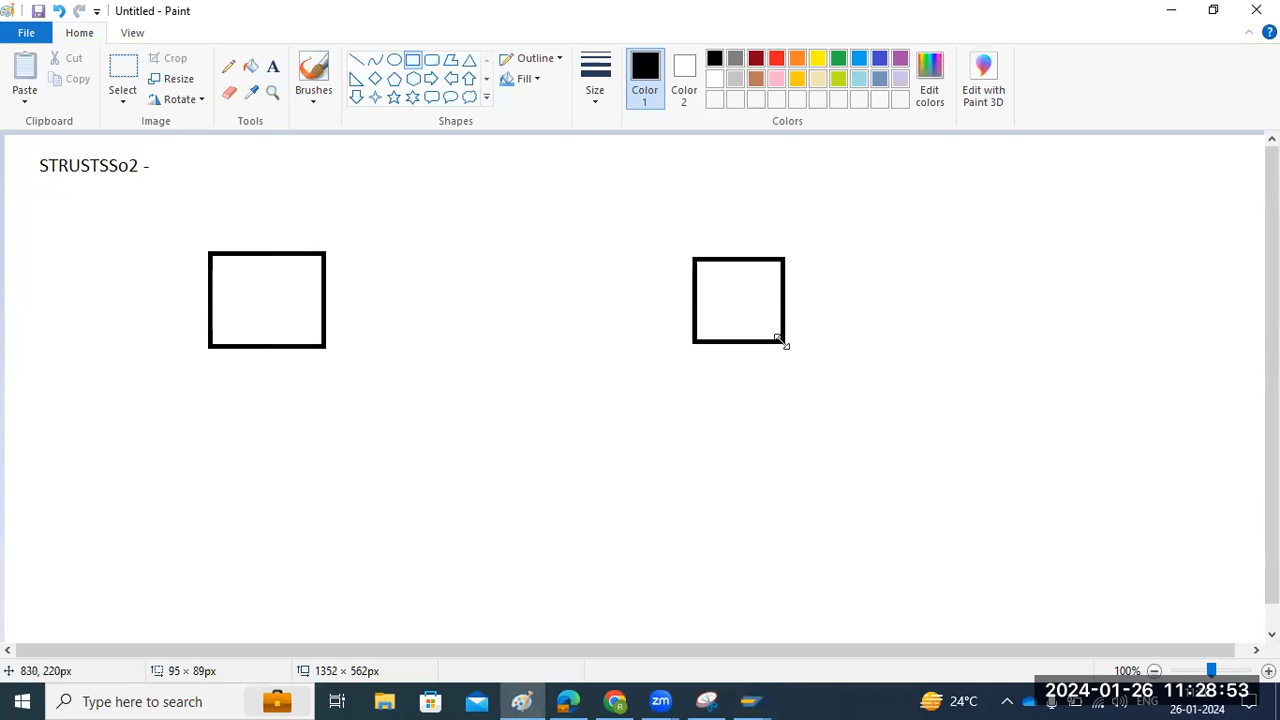 Untitled - Paint
File
Home
View
Paste
Cut
Copy
Clipboard
Select
Crop
Resize
Rotate
Image
Tools
Brushes
Shapes
Outline
Fill
Size
Color 1
Color 2
Edit colors
Colors
Edit with Paint 3D
STRUSTSSo2 -
830, 220px
95 × 89px
1352 × 562px
100%
Type here to search
24°C
ENG
2024-01-26 11:28:53
26-01-2024